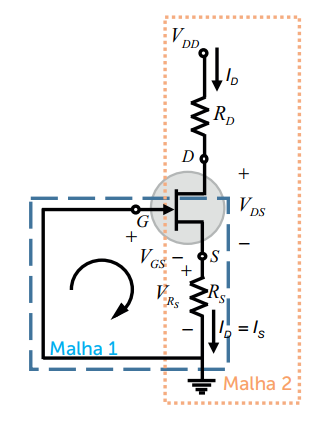 V_DD
I_D
R_D
D
+
V_DS
G
+
V_GS
−
S
−
+
V_RS
R_S
−
I_D = I_S
Malha 1
Malha 2